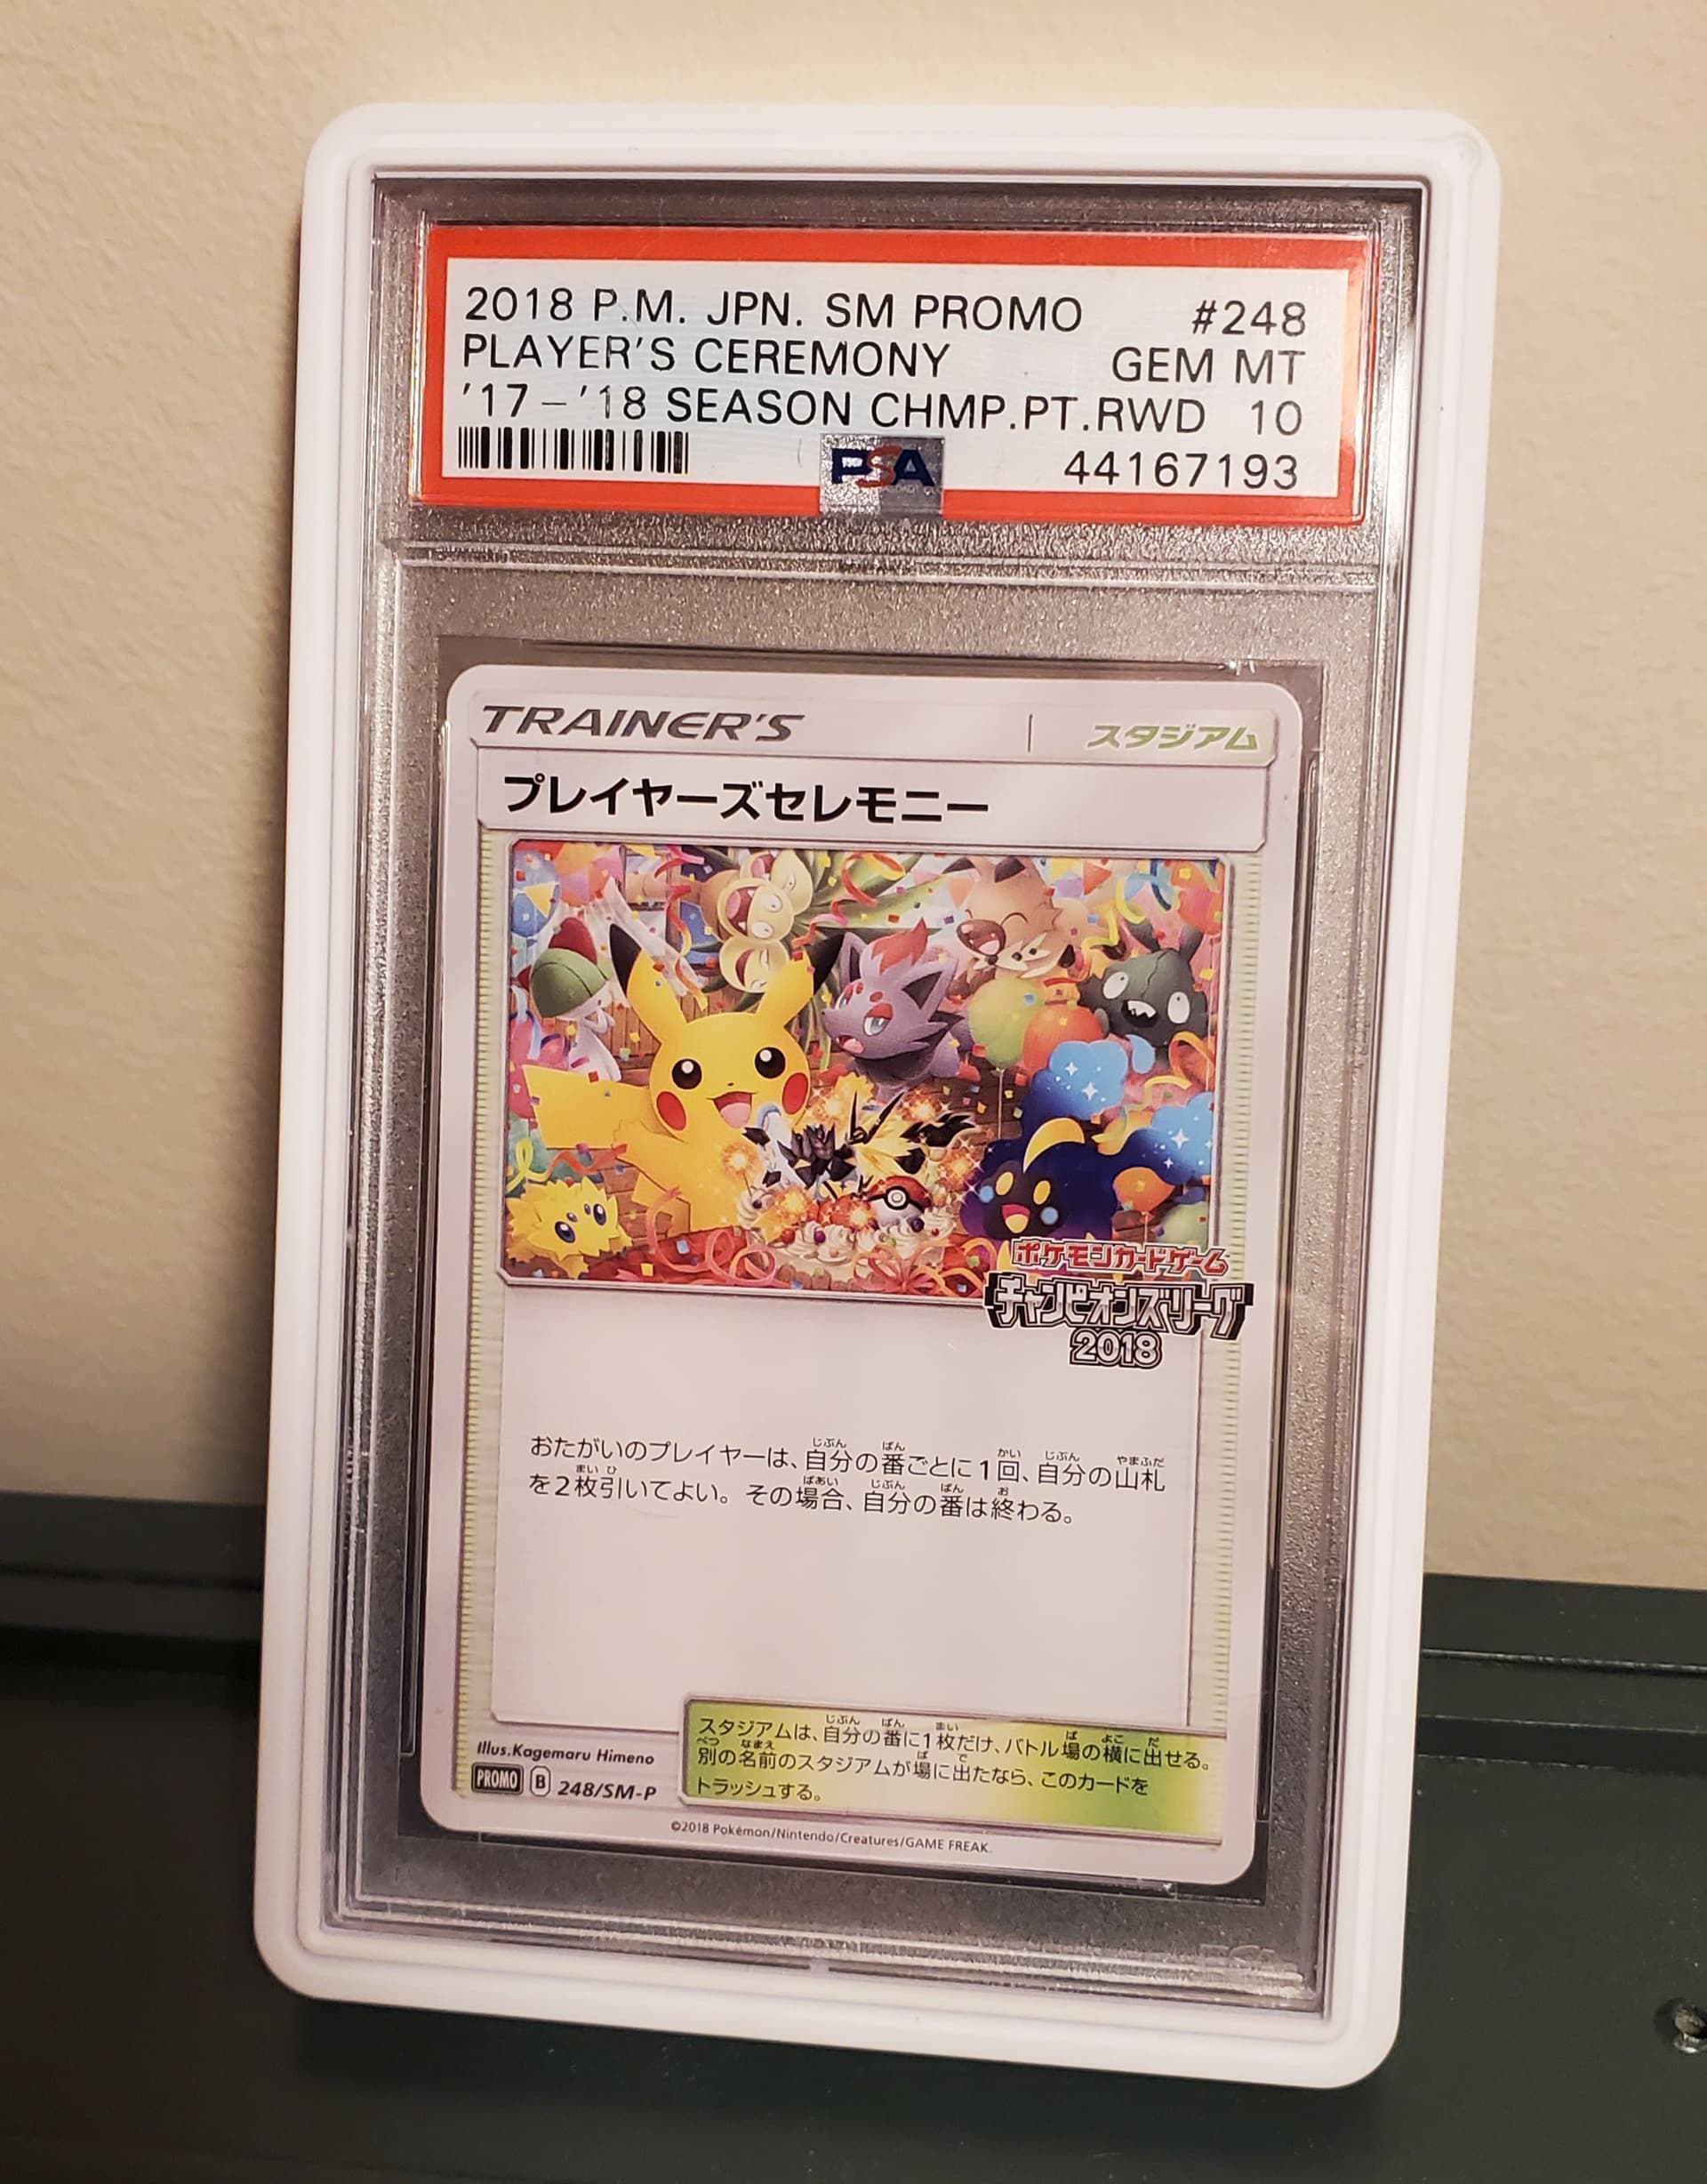 2018 P.M. JPN. SM PROMO #248
PLAYER'S CEREMONY GEM MT
'17-'18 SEASON CHMP.PT.RWD 10
PSA 44167193
TRAINER'S スタジアム
プレイヤーズセレモニー
ポケモンカードゲーム
チャンピオンズリーグ
2018
おたがいのプレイヤーは、自分の番ごとに1回、自分の山札
を2枚引いてよい。その場合、自分の番は終わる。
スタジアムは、自分の番に1枚だけ、バトル場の横に出せる。
別の名前のスタジアムが場に出たなら、このカードを
トラッシュする。
Illus.Kagemaru Himeno
PROMO B 248/SM-P
©2018 Pokémon/Nintendo/Creatures/GAME FREAK.